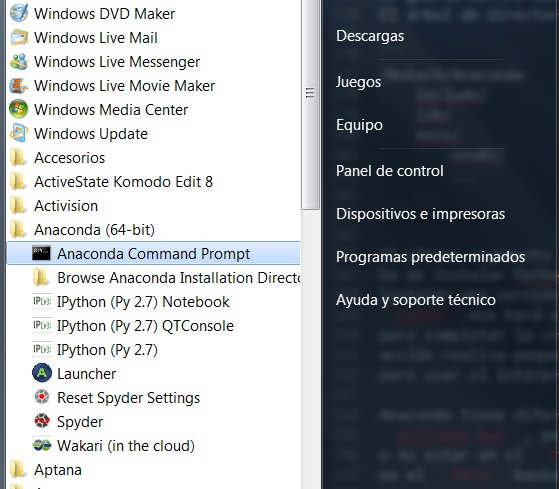 Windows DVD Maker
Windows Live Mail
Windows Live Messenger
Windows Live Movie Maker
Windows Media Center
Windows Update
Accesorios
ActiveState Komodo Edit 8
Activision
Anaconda (64-bit)
Anaconda Command Prompt
Browse Anaconda Installation Directo
IPython (Py 2.7) Notebook
IPython (Py 2.7) QTConsole
IPython (Py 2.7)
Launcher
Reset Spyder Settings
Spyder
Wakari (in the cloud)
Aptana
Descargas
Juegos
Equipo
Panel de control
Dispositivos e impresoras
Programas predeterminados
Ayuda y soporte técnico